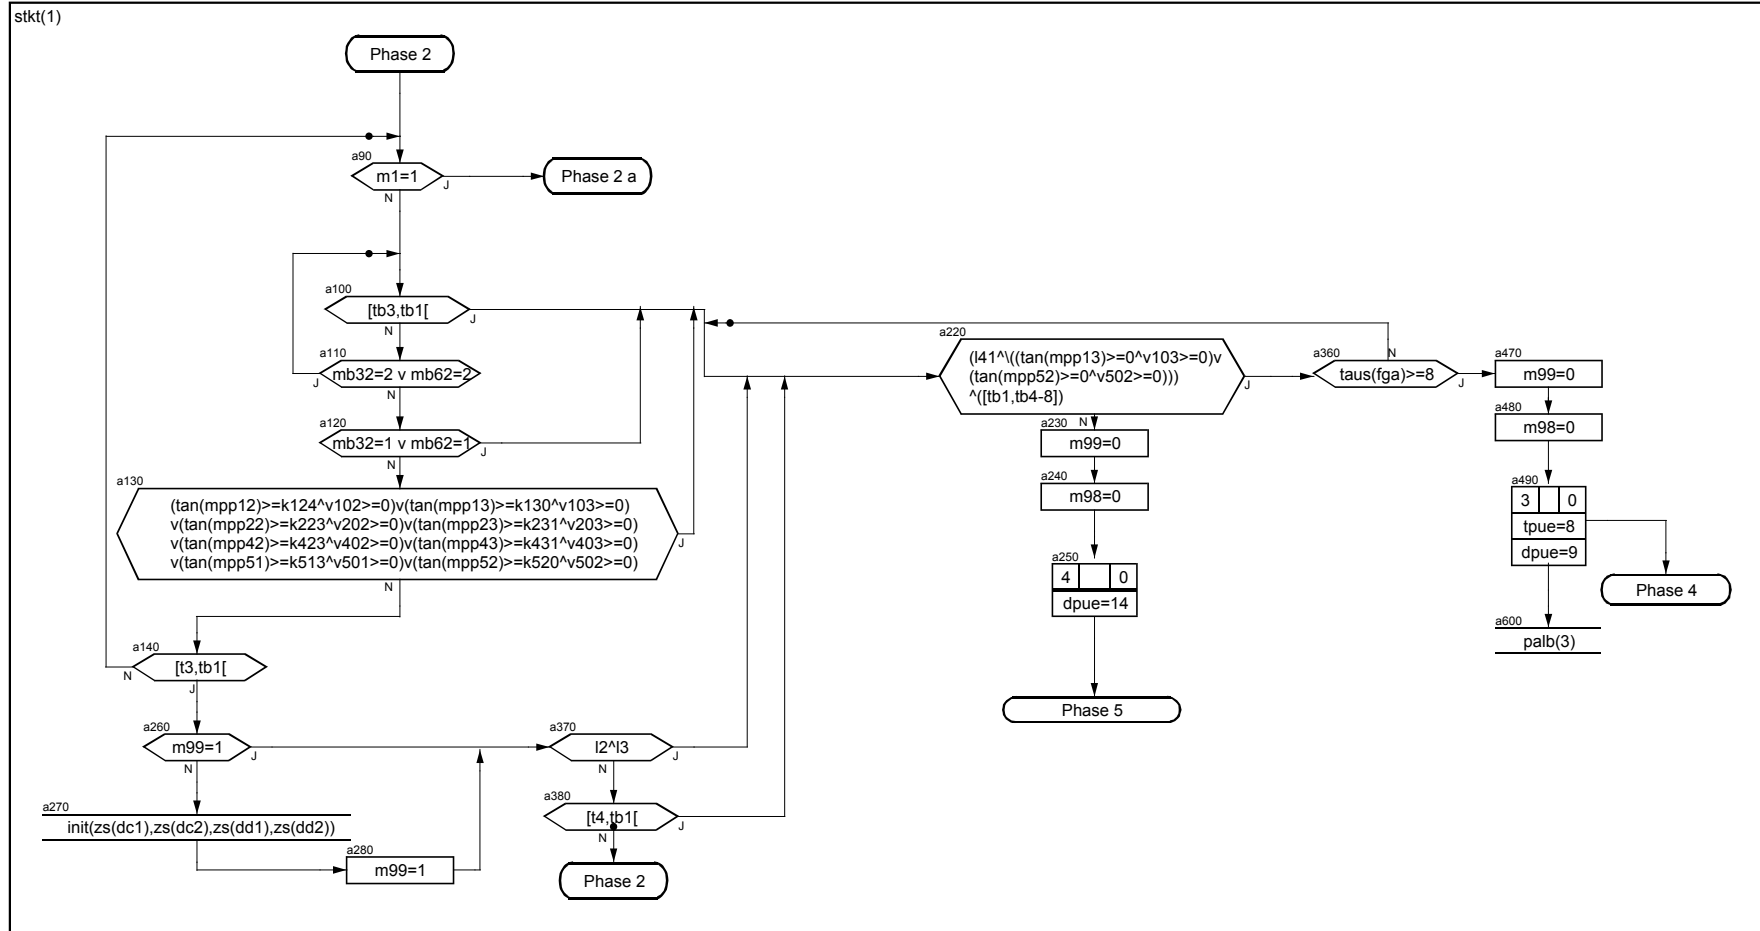 stkt(1)
Phase 2
a90
m1=1
J
N
Phase 2 a
a100
[tb3,tb1[
J
N
a110
mb32=2 v mb62=2
J
N
a120
mb32=1 v mb62=1
J
N
a130
(tan(mpp12)>=k124^v102>=0)v(tan(mpp13)>=k130^v103>=0)
v(tan(mpp22)>=k223^v202>=0)v(tan(mpp23)>=k231^v203>=0)
v(tan(mpp42)>=k423^v402>=0)v(tan(mpp43)>=k431^v403>=0)
v(tan(mpp51)>=k513^v501>=0)v(tan(mpp52)>=k520^v502>=0)
J
N
a140
[t3,tb1[
N
J
a260
m99=1
J
N
a270
init(zs(dc1),zs(dc2),zs(dd1),zs(dd2))
a280
m99=1
a370
l2^l3
J
N
a380
[t4,tb1[
J
N
Phase 2
a220
(l41^\((tan(mpp13)>=0^v103>=0)v
(tan(mpp52)>=0^v502>=0)))
^([tb1,tb4-8])
J
N
a230
m99=0
a240
m98=0
a250
4 0
dpue=14
Phase 5
a360
N
taus(fga)>=8
J
a470
m99=0
a480
m98=0
a490
3 0
tpue=8
dpue=9
Phase 4
a600
palb(3)